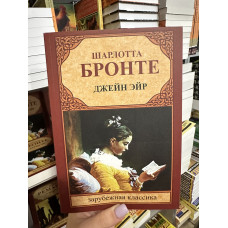 ШАРЛОТТА
БРОНТЕ
ДЖЕЙН ЭЙР
зарубежная классика